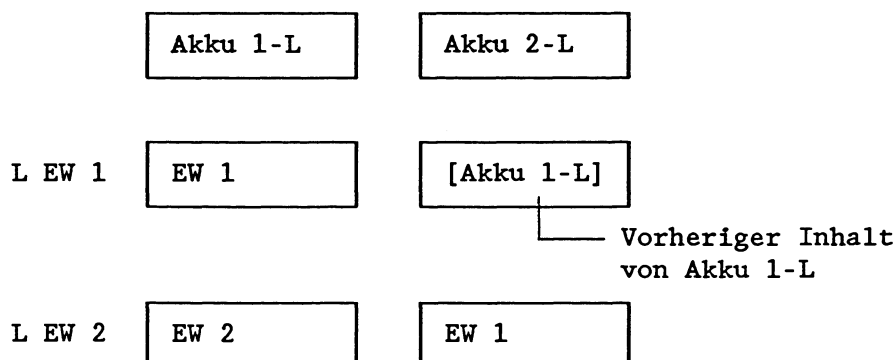 Akku 1-L Akku 2-L
L EW 1 EW 1 [Akku 1-L]
Vorheriger Inhalt
von Akku 1-L
L EW 2 EW 2 EW 1